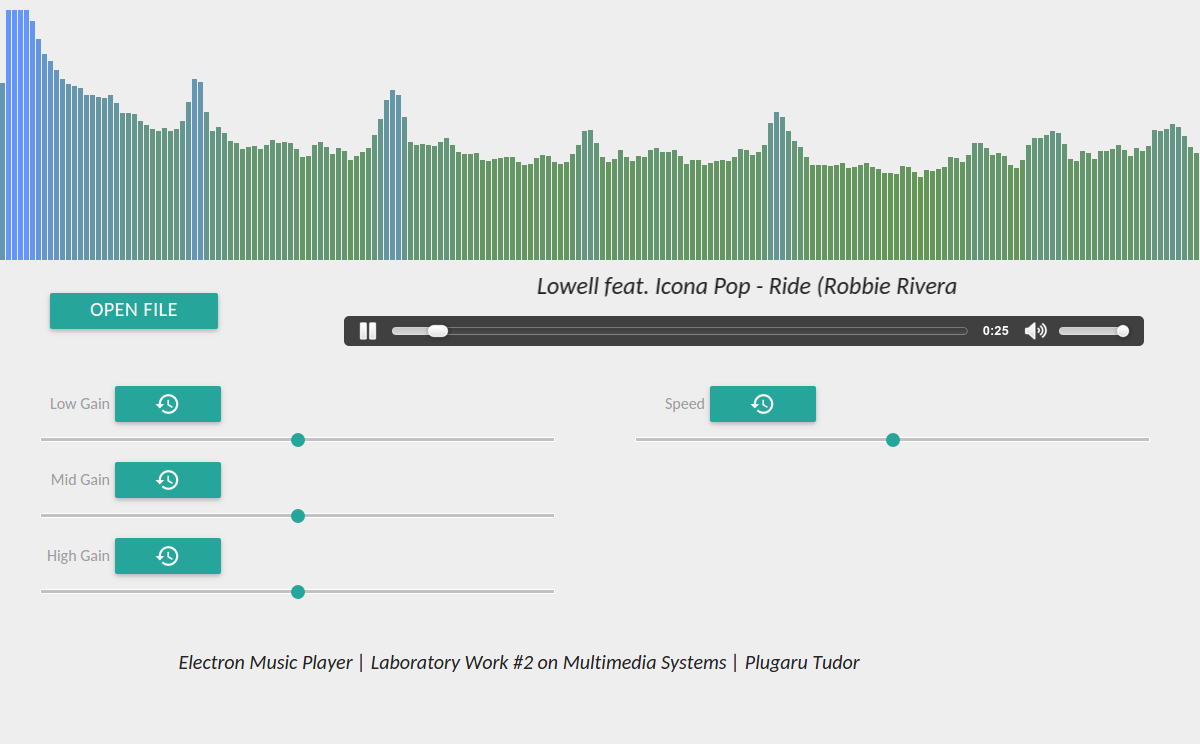 Lowell feat. Icona Pop - Ride (Robbie Rivera
OPEN FILE
0:25
Low Gain
Speed
Mid Gain
High Gain
Electron Music Player | Laboratory Work #2 on Multimedia Systems | Plugaru Tudor